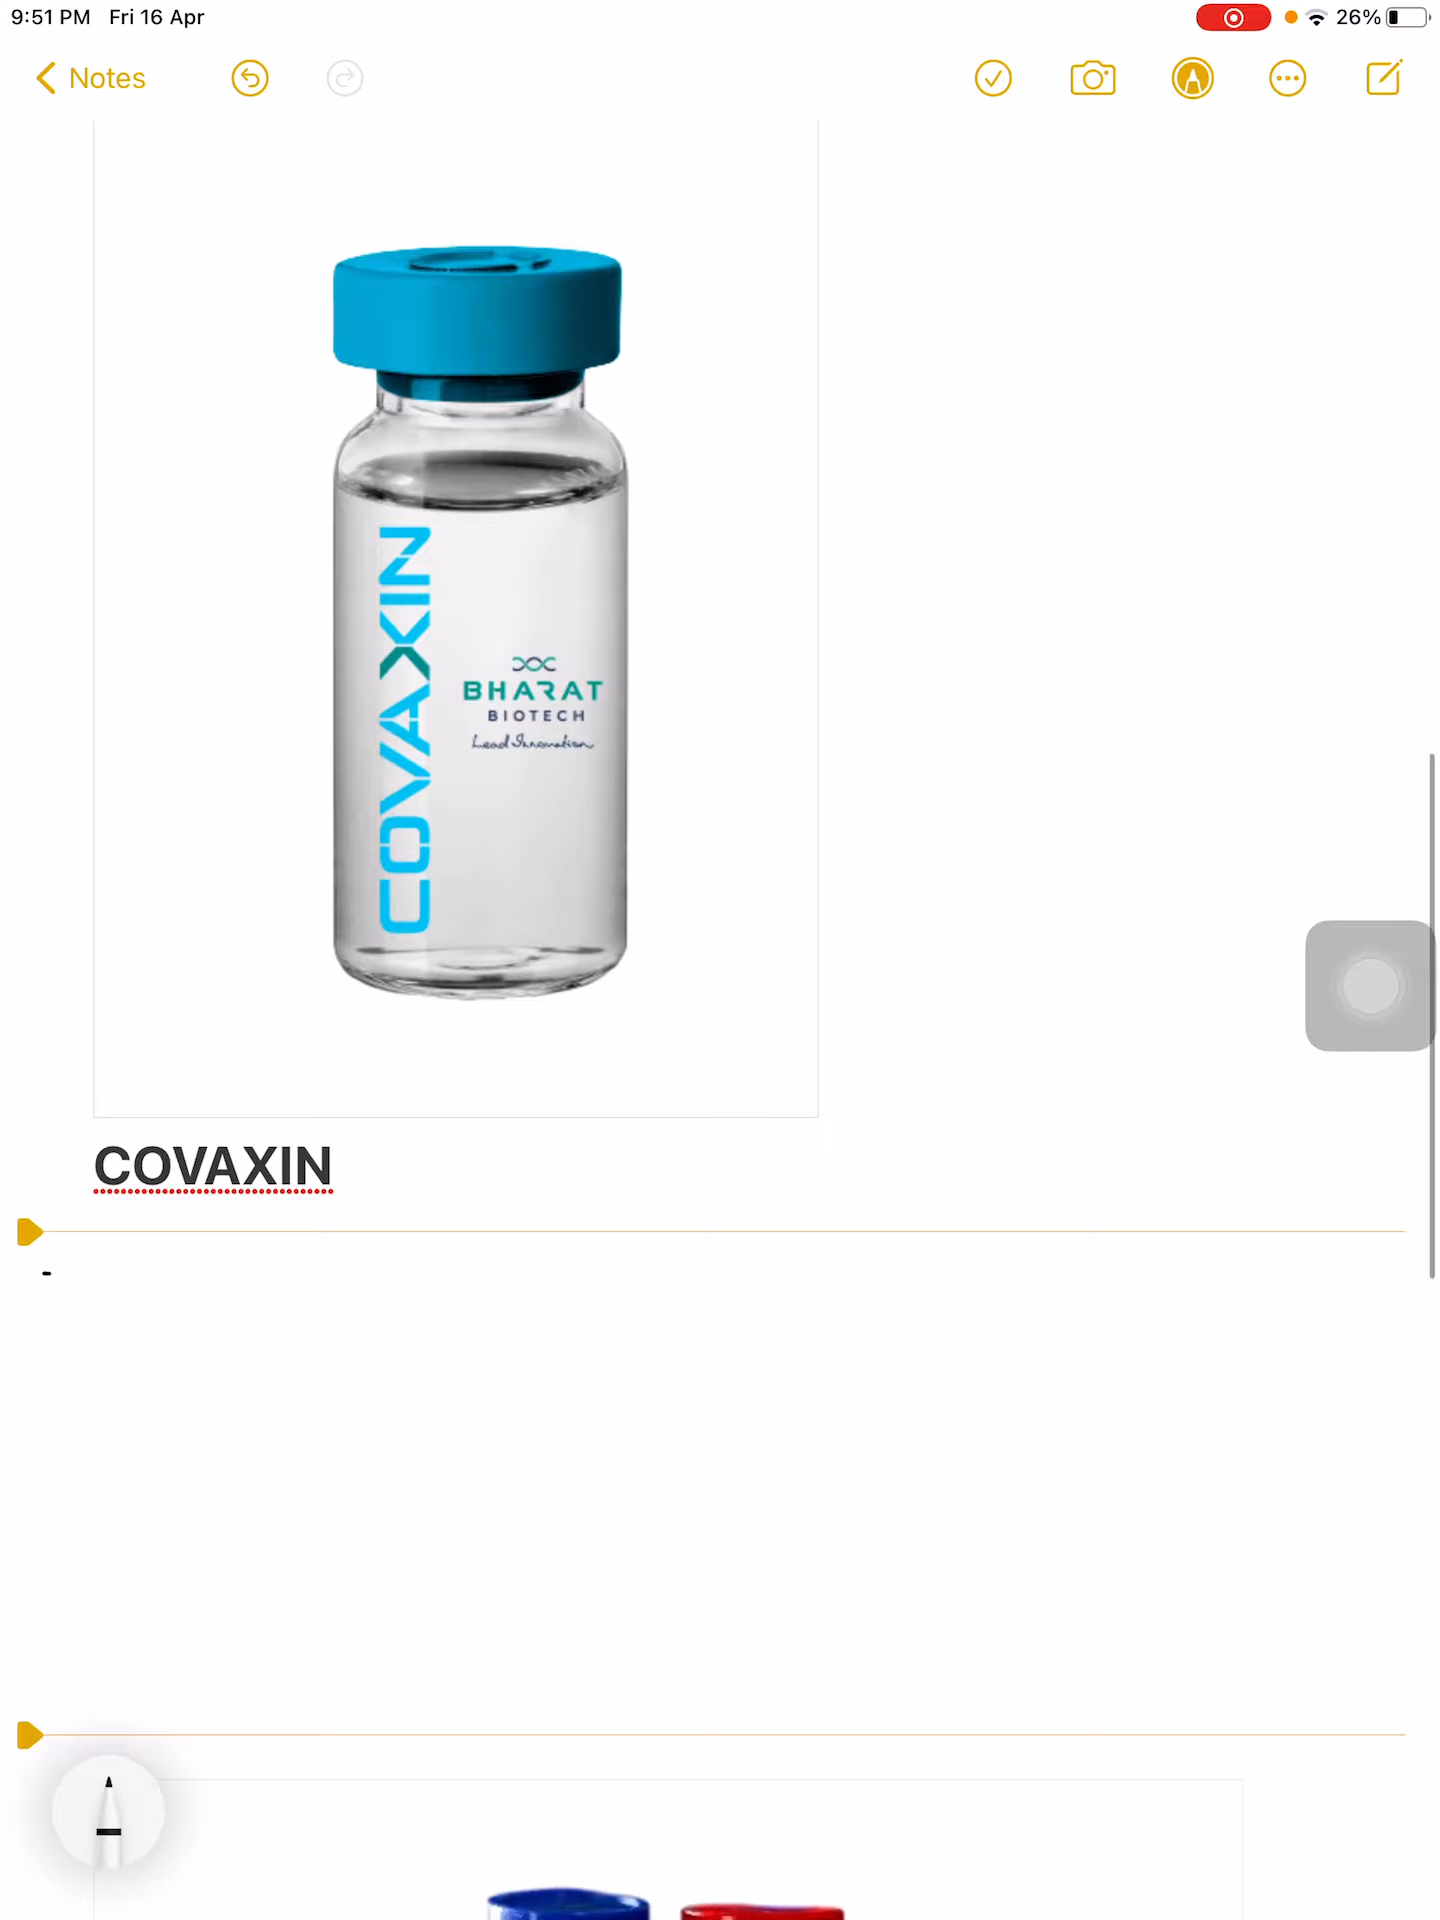 9:51 PM Fri 16 Apr
26%
Notes
COVAXIN
BHARAT
BIOTECH
Lead Innovation
COVAXIN
-